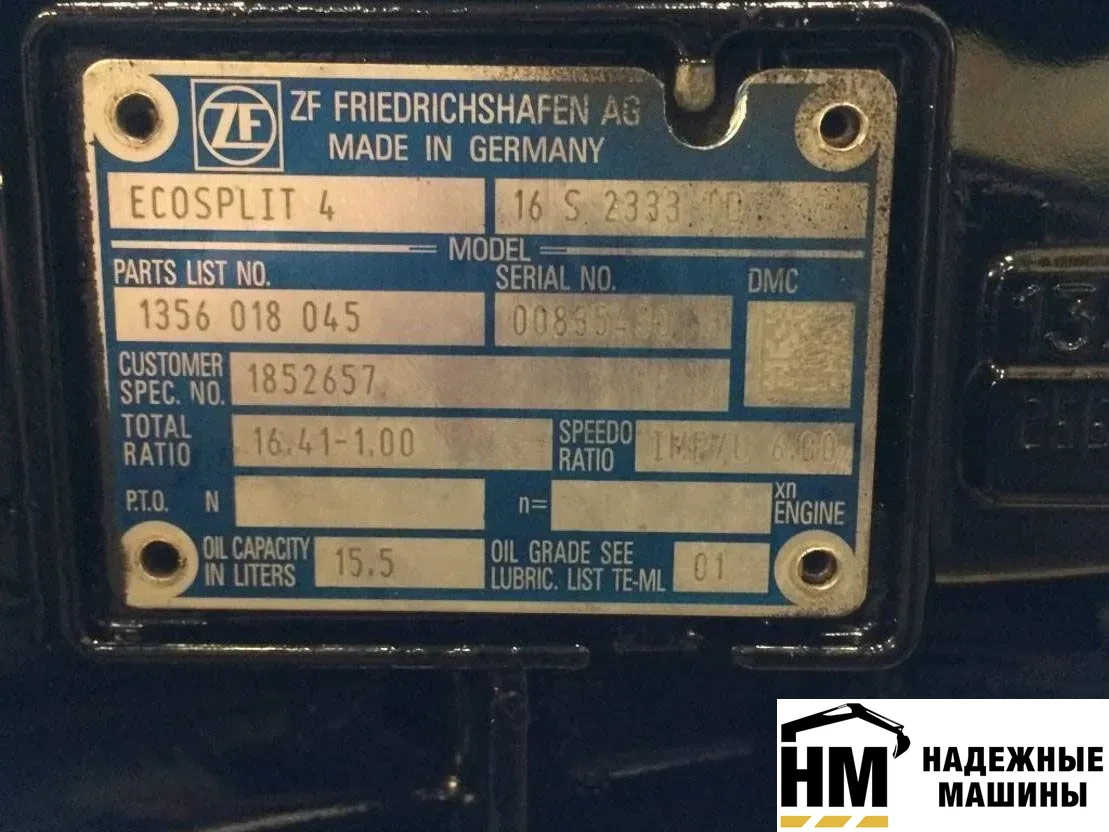 ZF
ZF FRIEDRICHSHAFEN AG
MADE IN GERMANY
ECOSPLIT 4
16 S 2333
MODEL
PARTS LIST NO.
SERIAL NO.
DMC
1356 018 045
CUSTOMER
SPEC. NO.
1852657
TOTAL
RATIO
16.41-1.00
SPEEDO
RATIO
P.T.O. N
n=
xn
ENGINE
OIL CAPACITY
IN LITERS
15.5
OIL GRADE SEE
LUBRIC. LIST TE-ML
01
НМ
НАДЕЖНЫЕ
МАШИНЫ